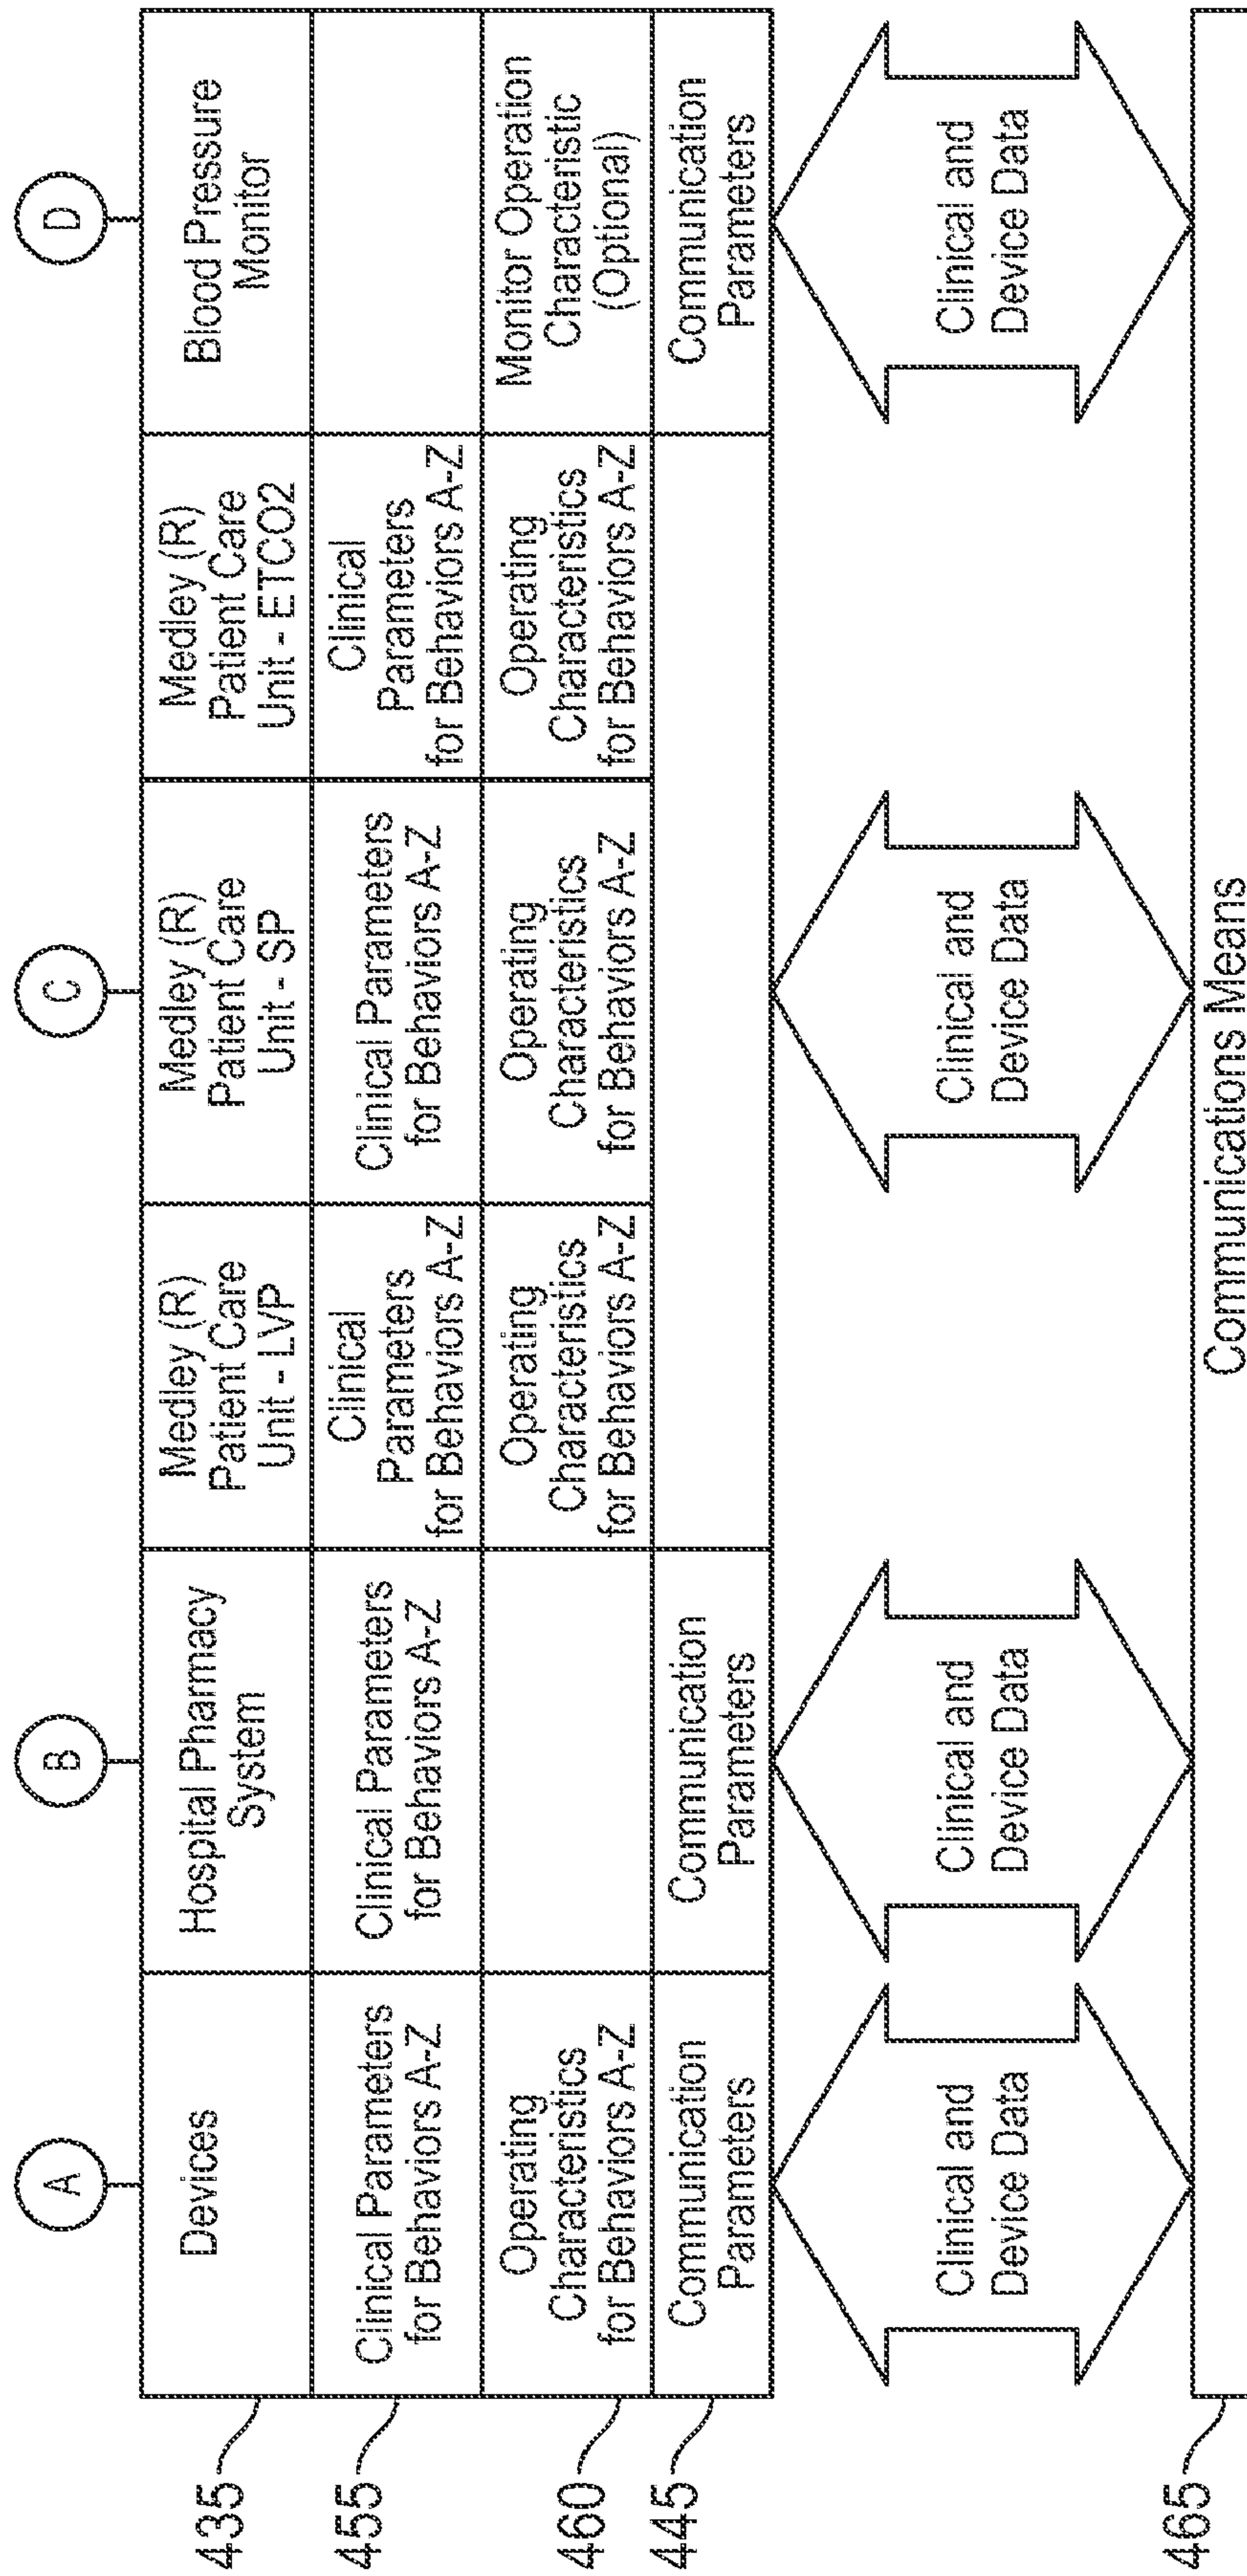 A
B
C
D
435
Devices
Hospital Pharmacy
System
Medley (R)
Patient Care
Unit - LVP
Medley (R)
Patient Care
Unit - SP
Medley (R)
Patient Care
Unit - ETCO2
Blood Pressure
Monitor
455
Clinical Parameters
for Behaviors A-Z
Clinical Parameters
for Behaviors A-Z
Clinical
Parameters
for Behaviors A-Z
Clinical Parameters
for Behaviors A-Z
Clinical
Parameters
for Behaviors A-Z
460
Operating
Characteristics
for Behaviors A-Z
Operating
Characteristics
for Behaviors A-Z
Operating
Characteristics
for Behaviors A-Z
Operating
Characteristics
for Behaviors A-Z
Monitor Operation
Characteristic
(Optional)
445
Communication
Parameters
Communication
Parameters
Communication
Parameters
Clinical and
Device Data
Clinical and
Device Data
Clinical and
Device Data
Clinical and
Device Data
465
Communications Means